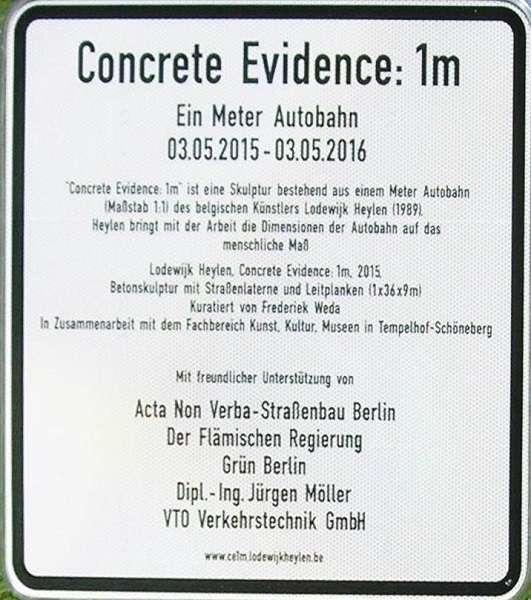 Concrete Evidence: 1m
Ein Meter Autobahn
03.05.2015 - 03.05.2016
"Concrete Evidence: 1m" ist eine Skulptur bestehend aus einem Meter Autobahn
(Maßstab 1:1) des belgischen Künstlers Lodewijk Heylen (1989).
Heylen bringt mit der Arbeit die Dimensionen der Autobahn auf das
menschliche Maß
Lodewijk Heylen, Concrete Evidence: 1m, 2015.
Betonskulptur mit Straßenlaterne und Leitplanken (1x36x9m)
Kuratiert von Frederiek Weda
In Zusammenarbeit mit dem Fachbereich Kunst, Kultur, Museen in Tempelhof-Schöneberg
Mit freundlicher Unterstützung von
Acta Non Verba-Straßenbau Berlin
Der Flämischen Regierung
Grün Berlin
Dipl.-Ing. Jürgen Möller
VTO Verkehrstechnik GmbH
www.ce1m.lodewijkheylen.be